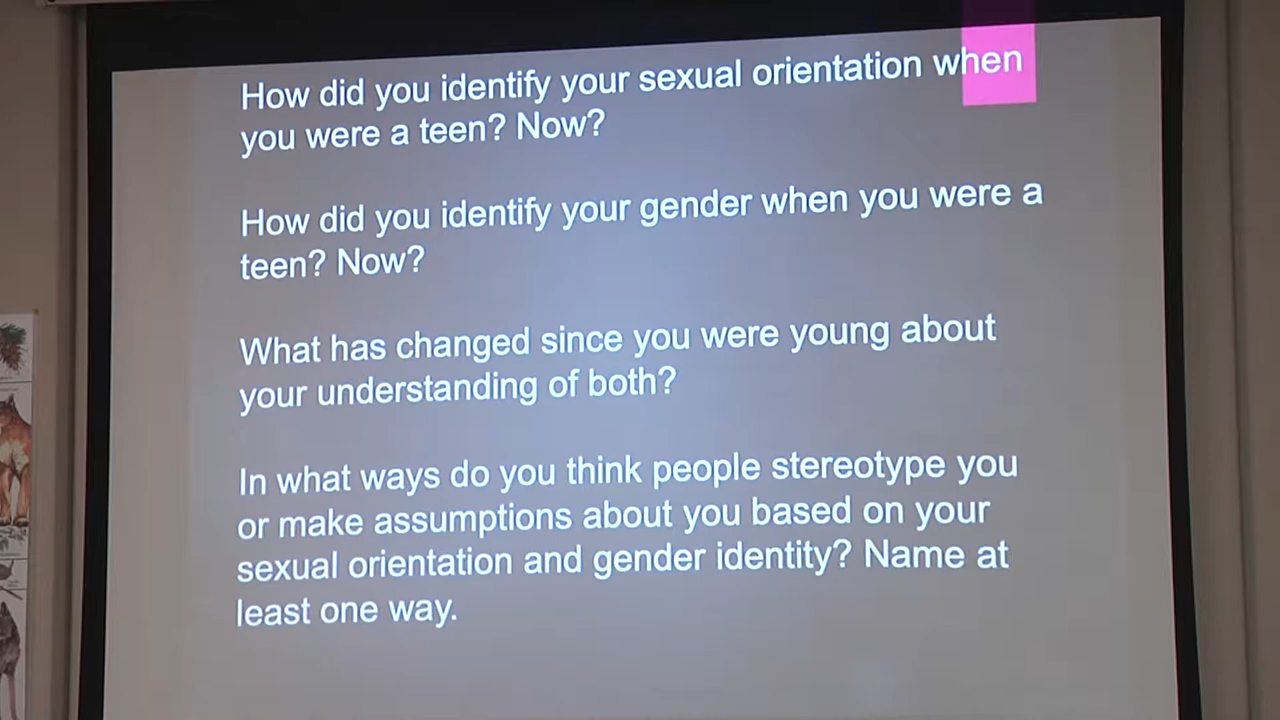 How did you identify your sexual orientation when
you were a teen? Now?
How did you identify your gender when you were a
teen? Now?
What has changed since you were young about
your understanding of both?
In what ways do you think people stereotype you
or make assumptions about you based on your
sexual orientation and gender identity? Name at
least one way.